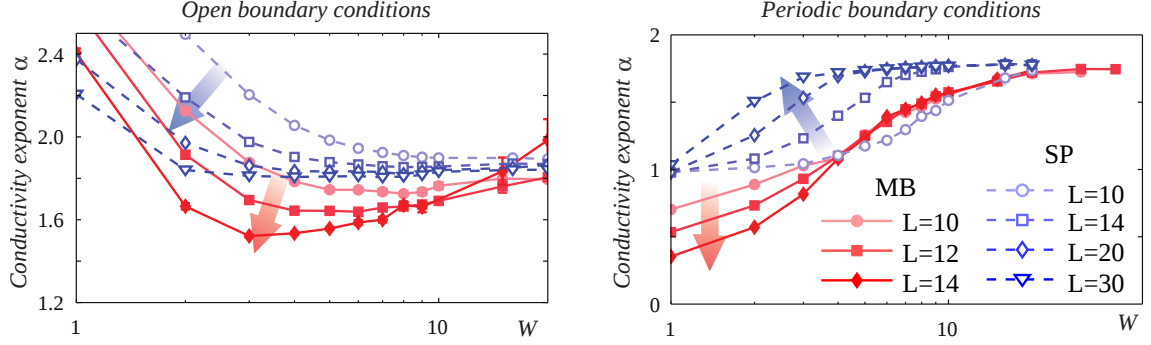 Open boundary conditions
Conductivity exponent α
2.4
2.0
1.6
1.2
1
10
W
Periodic boundary conditions
Conductivity exponent α
2
1
0
1
10
W
MB
L=10
L=12
L=14
SP
L=10
L=14
L=20
L=30